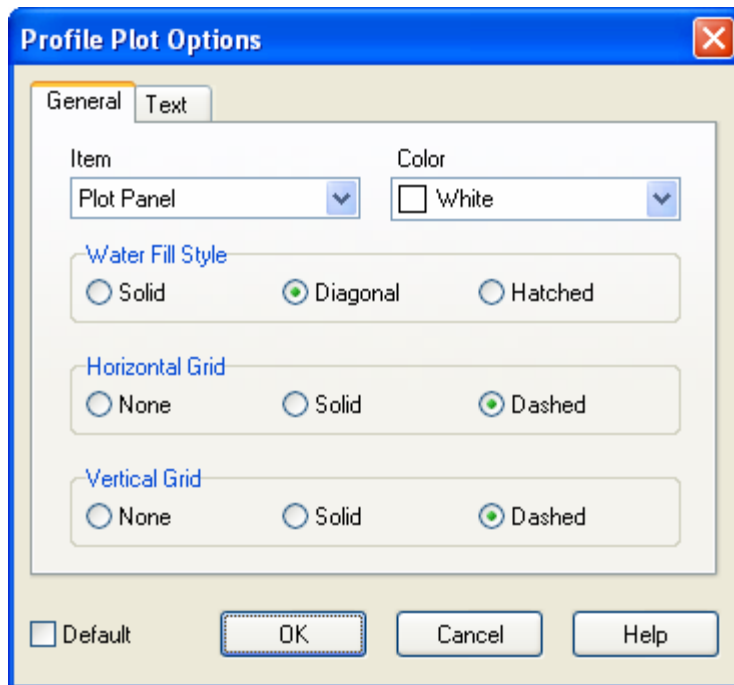 Profile Plot Options
General Text
Item Color
Plot Panel White
Water Fill Style
Solid Diagonal Hatched
Horizontal Grid
None Solid Dashed
Vertical Grid
None Solid Dashed
Default OK Cancel Help